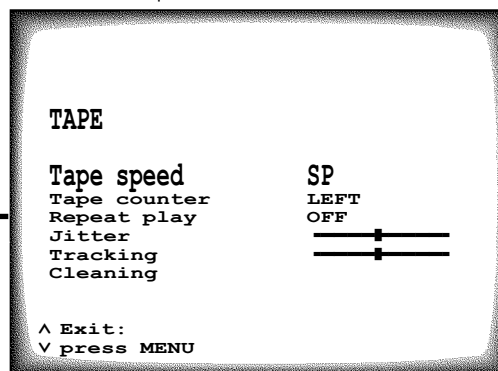 TAPE
Tape speed SP
Tape counter LEFT
Repeat play OFF
Jitter
Tracking
Cleaning
^ Exit:
v press MENU